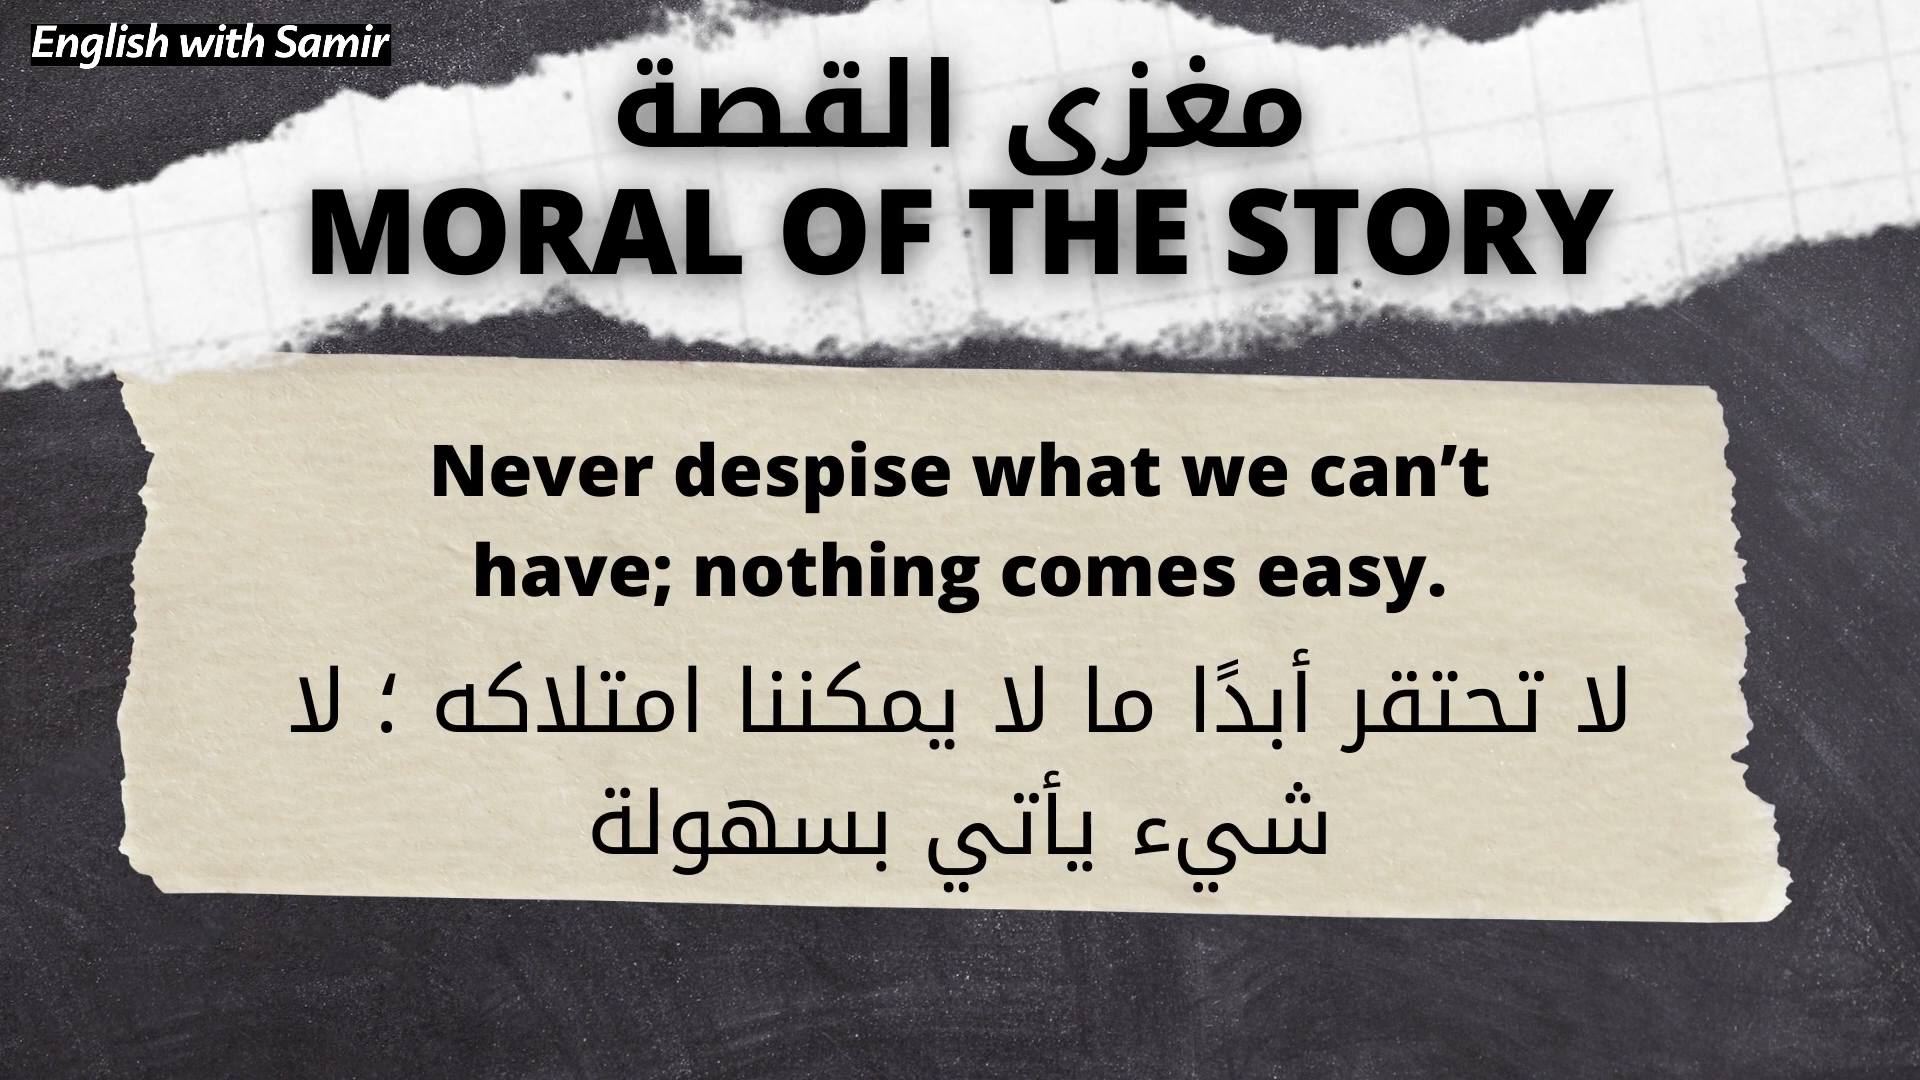 English with Samir
مغزى القصة
MORAL OF THE STORY
Never despise what we can’t
have; nothing comes easy.
لا تحتقر أبدًا ما لا يمكننا امتلاكه ؛ لا
شيء يأتي بسهولة